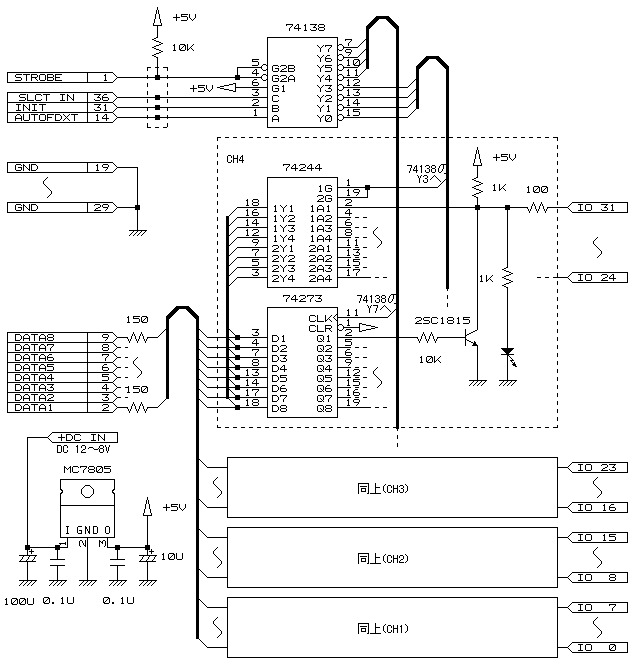 +5V
74138
10K
STROBE 1
SLCT IN 36
INIT 31
AUTOFDXT 14
+5V
5 G2B
4 G2A
6 G1
3 C
2 B
1 A
Y7 7
Y6 9
Y5 10
Y4 11
Y3 12
Y2 13
Y1 14
Y0 15
GND 19
GND 29
CH4
74244
74138の
Y3へ
+5V
1K
100
IO 31
IO 24
1K
18 1Y1
16 1Y2
14 1Y3
12 1Y4
9 2Y1
7 2Y2
5 2Y3
3 2Y4
1G 1
2G 19
1A1 2
1A2 4
1A3 6
1A4 8
2A1 11
2A2 13
2A3 15
2A4 17
74273
74138の
Y7へ
CLK 11
CLR 1
3 D1
4 D2
7 D3
8 D4
13 D5
14 D6
17 D7
18 D8
Q1 2
Q2 5
Q3 6
Q4 9
Q5 12
Q6 15
Q7 16
Q8 19
2SC1815
10K
150
DATA8 9
DATA7 8
DATA6 7
DATA5 6
DATA4 5
DATA3 4
DATA2 3
DATA1 2
150
+DC IN
DC 12～8V
MC7805
I GND O
1 2 3
+5V
+
+
10U
100U
0.1U
0.1U
同上(CH3)
IO 23
IO 16
同上(CH2)
IO 15
IO 8
同上(CH1)
IO 7
IO 0